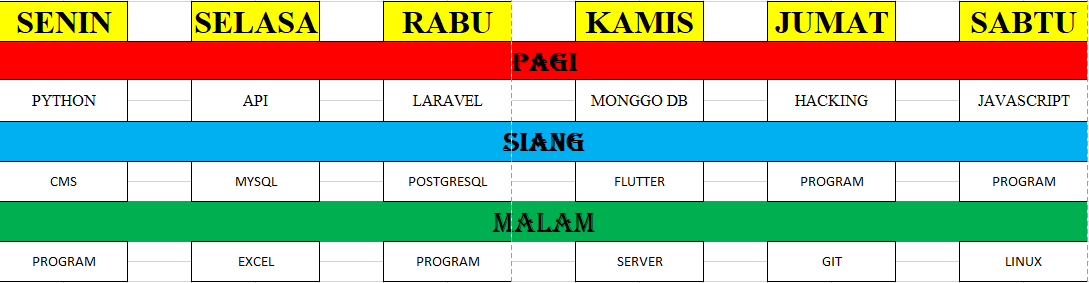 SENIN SELASA RABU KAMIS JUMAT SABTU
PAGI
PYTHON API LARAVEL MONGGO DB HACKING JAVASCRIPT
SIANG
CMS MYSQL POSTGRESQL FLUTTER PROGRAM PROGRAM
MALAM
PROGRAM EXCEL PROGRAM SERVER GIT LINUX